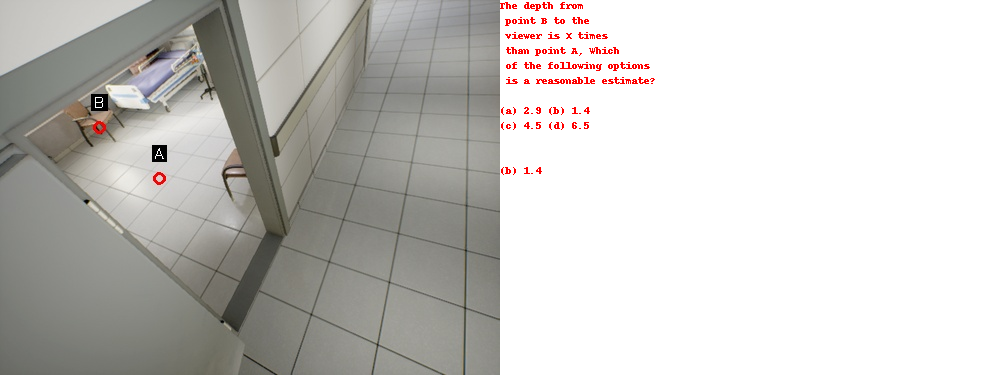 B
A
The depth from
point B to the
viewer is X times
than point A, Which
of the following options
is a reasonable estimate?
(a) 2.9 (b) 1.4
(c) 4.5 (d) 6.5
(b) 1.4